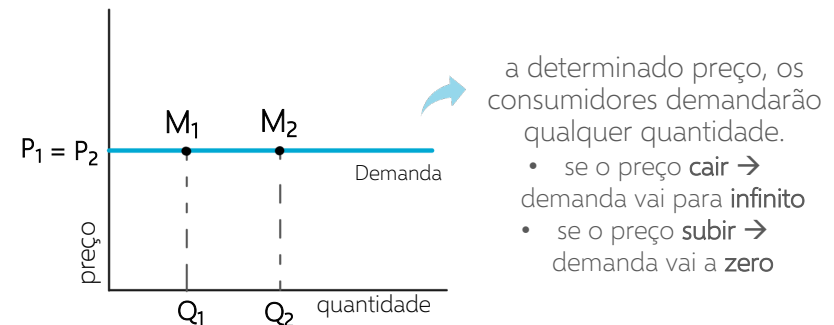 a determinado preço, os
consumidores demandarão
qualquer quantidade.
• se o preço cair →
demanda vai para infinito
• se o preço subir →
demanda vai a zero
M₁
M₂
P₁ = P₂
Demanda
preço
Q₁
Q₂
quantidade